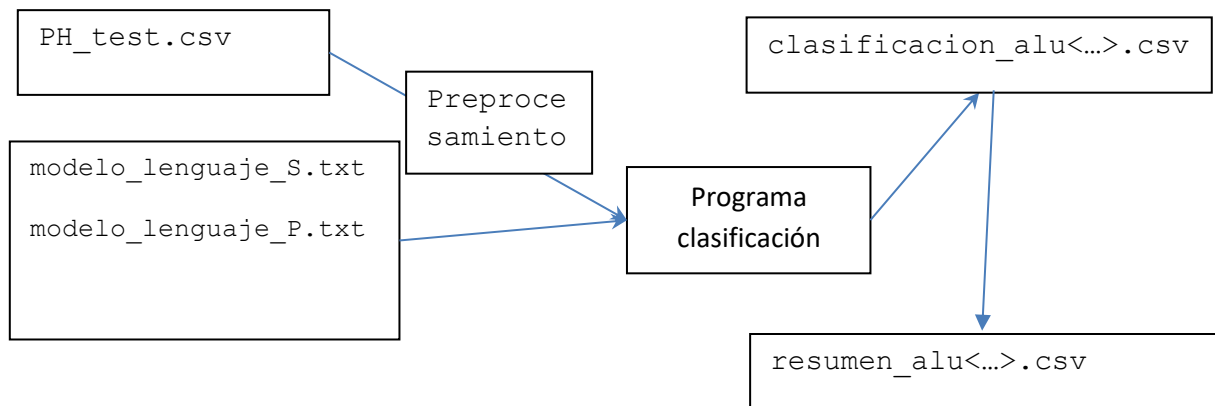 PH_test.csv
clasificacion_alu<…>.csv
Preproce
samiento
modelo_lenguaje_S.txt
modelo_lenguaje_P.txt
Programa
clasificación
resumen_alu<…>.csv